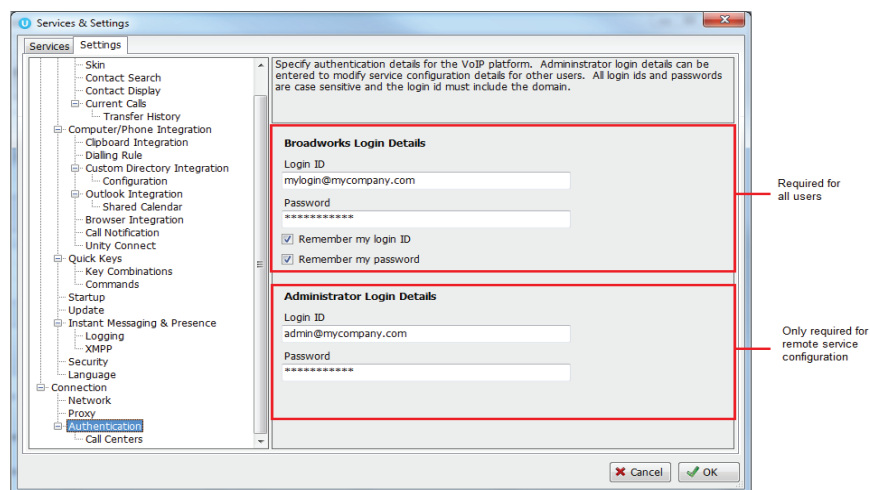 Services & Settings
Services
Settings
Skin
Contact Search
Contact Display
Current Calls
Transfer History
Computer/Phone Integration
Clipboard Integration
Dialling Rule
Custom Directory Integration
Configuration
Outlook Integration
Shared Calendar
Browser Integration
Call Notification
Unity Connect
Quick Keys
Key Combinations
Commands
Startup
Update
Instant Messaging & Presence
Logging
XMPP
Security
Language
Connection
Network
Proxy
Authentication
Call Centers
Specify authentication details for the VoIP platform. Admininstrator login details can be
entered to modify service configuration details for other users. All login ids and passwords
are case sensitive and the login id must include the domain.
Broadworks Login Details
Login ID
mylogin@mycompany.com
Password
***********
Remember my login ID
Remember my password
Administrator Login Details
Login ID
admin@mycompany.com
Password
***********
Required for
all users
Only required for
remote service
configuration
Cancel
OK